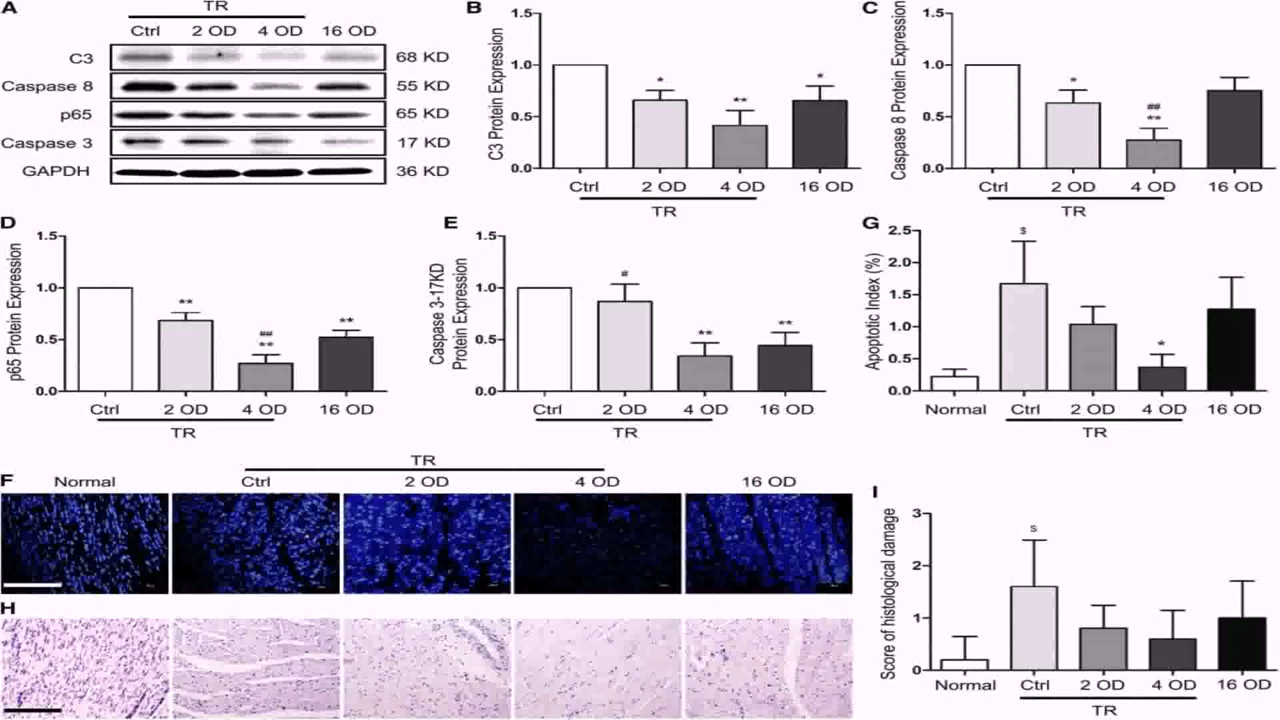 A
TR
Ctrl 2 OD 4 OD 16 OD
C3 68 KD
Caspase 8 55 KD
p65 65 KD
Caspase 3 17 KD
GAPDH 36 KD
B
C3 Protein Expression
1.5
1.0
0.5
0.0
* ** *
Ctrl 2 OD 4 OD 16 OD
TR
C
Caspase 8 Protein Expression
1.5
1.0
0.5
0.0
* ## **
Ctrl 2 OD 4 OD 16 OD
TR
D
p65 Protein Expression
1.5
1.0
0.5
0.0
** ## ** **
Ctrl 2 OD 4 OD 16 OD
TR
E
Caspase 3-17KD
Protein Expression
1.5
1.0
0.5
0.0
# ** **
Ctrl 2 OD 4 OD 16 OD
TR
G
Apoptotic Index (%)
2.5
2.0
1.5
1.0
0.5
0.0
$ *
Normal Ctrl 2 OD 4 OD 16 OD
TR
F
TR
Normal Ctrl 2 OD 4 OD 16 OD
H
I
Score of histological damage
3
2
1
0
$
Normal Ctrl 2 OD 4 OD 16 OD
TR